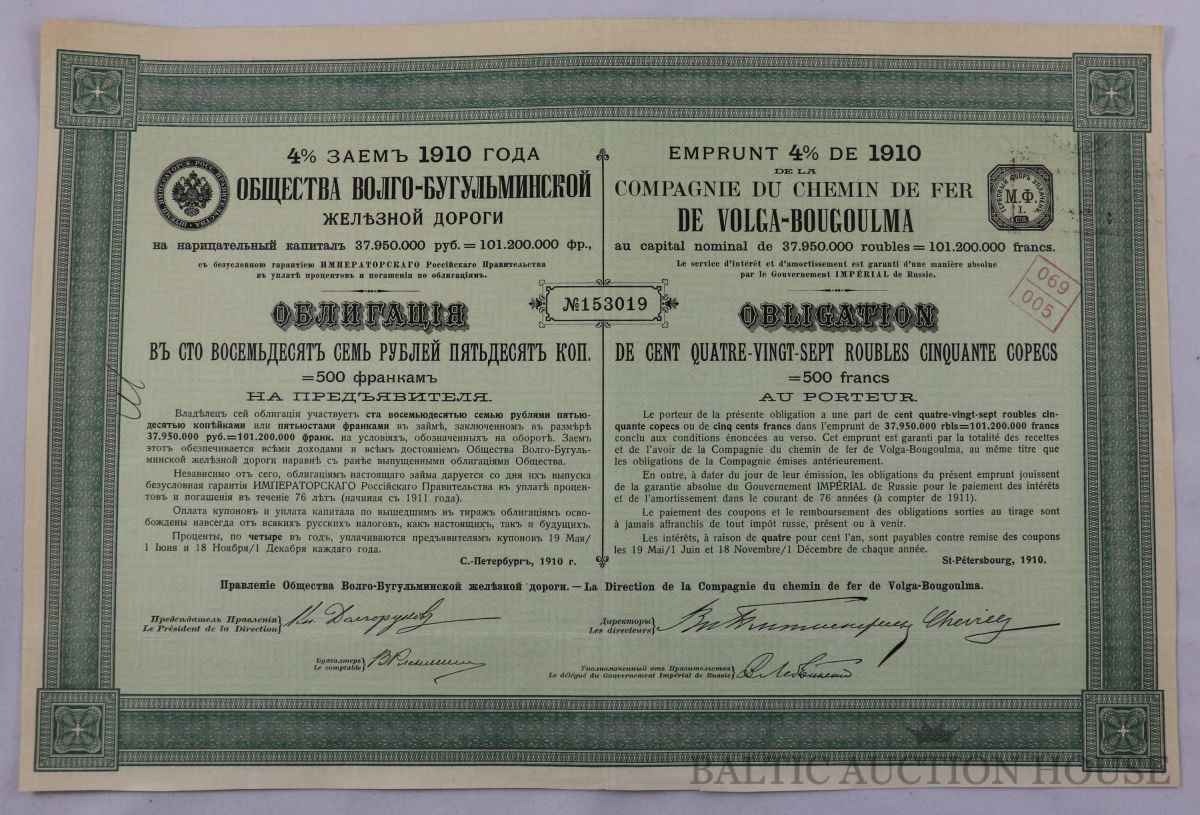 4% ЗАЕМЪ 1910 ГОДА
ОБЩЕСТВА ВОЛГО-БУГУЛЬМИНСКОЙ
ЖЕЛѢЗНОЙ ДОРОГИ
на нарицательный капиталъ 37.950.000 руб. = 101.200.000 фр.,
съ безусловною гарантіею ИМПЕРАТОРСКАГО Россійскаго Правительства
въ уплатѣ процентовъ и погашенія по облигаціямъ.
ОБЛИГАЦІЯ
ВЪ СТО ВОСЕМЬДЕСЯТЪ СЕМЬ РУБЛЕЙ ПЯТЬДЕСЯТЪ КОП.
=500 франкамъ
НА ПРЕДЪЯВИТЕЛЯ.
Владѣлецъ сей облигаціи участвуетъ ста восемьюдесятью семью рублями пятью-
десятью копѣйками или пятьюстами франками въ займѣ, заключенномъ въ размѣрѣ
37.950.000 руб.=101.200.000 франк. на условіяхъ, обозначенныхъ на оборотѣ. Заемъ
этотъ обезпечивается всѣми доходами и всѣмъ достояніемъ Общества Волго-Бугуль-
минской желѣзной дороги наравнѣ съ ранѣе выпущенными облигаціями Общества.
Независимо отъ сего, облигаціямъ настоящаго займа даруется со дня ихъ выпуска
безусловная гарантія ИМПЕРАТОРСКАГО Россійскаго Правительства въ уплатѣ процен-
товъ и погашенія въ теченіе 76 лѣтъ (начиная съ 1911 года).
Оплата купоновъ и уплата капитала по вышедшимъ въ тиражъ облигаціямъ осво-
бождены навсегда отъ всякихъ русскихъ налоговъ, какъ настоящихъ, такъ и будущихъ.
Проценты, по четыре въ годъ, уплачиваются предъявителямъ купоновъ 19 Мая/
1 Іюня и 18 Ноября/1 Декабря каждаго года.
С.-Петербургъ, 1910 г.
EMPRUNT 4% DE 1910
DE LA
COMPAGNIE DU CHEMIN DE FER
DE VOLGA-BOUGOULMA
au capital nominal de 37.950.000 roubles = 101.200.000 francs.
Le service d'intérêt et d'amortissement est garanti d'une manière absolue
par le Gouvernement IMPÉRIAL de Russie.
М.Ф.
I.
СПБ.
069
005
№153019
OBLIGATION
DE CENT QUATRE-VINGT-SEPT ROUBLES CINQUANTE COPECS
=500 francs
AU PORTEUR.
Le porteur de la présente obligation a une part de cent quatre-vingt-sept roubles cin-
quante copecs ou de cinq cents francs dans l'emprunt de 37.950.000 rbls=101.200.000 francs
conclu aux conditions énoncées au verso. Cet emprunt est garanti par la totalité des recettes
et de l'avoir de la Compagnie du chemin de fer de Volga-Bougoulma, au même titre que
les obligations de la Compagnie émises antérieurement.
En outre, à dater du jour de leur émission, les obligations du présent emprunt jouissent
de la garantie absolue du Gouvernement IMPÉRIAL de Russie pour le paiement des intérêts
et de l'amortissement dans le courant de 76 années (à compter de 1911).
Le paiement des coupons et le remboursement des obligations sorties au tirage sont
à jamais affranchis de tout impôt russe, présent ou à venir.
Les intérêts, à raison de quatre pour cent l'an, sont payables contre remise des coupons
les 19 Mai/1 Juin et 18 Novembre/1 Décembre de chaque année.
St-Pétersbourg, 1910.
Правленіе Общества Волго-Бугульминской желѣзной дороги.—La Direction de la Compagnie du chemin de fer de Volga-Bougoulma.
Предсѣдатель Правленія
Le Président de la Direction
Кн. Долгоруковъ
Директоры
Les directeurs
Бухгалтеръ
Le comptable
Уполномоченный отъ Правительства
Le délégué du Gouvernement Impérial de Russie
BALTIC AUCTION HOUSE